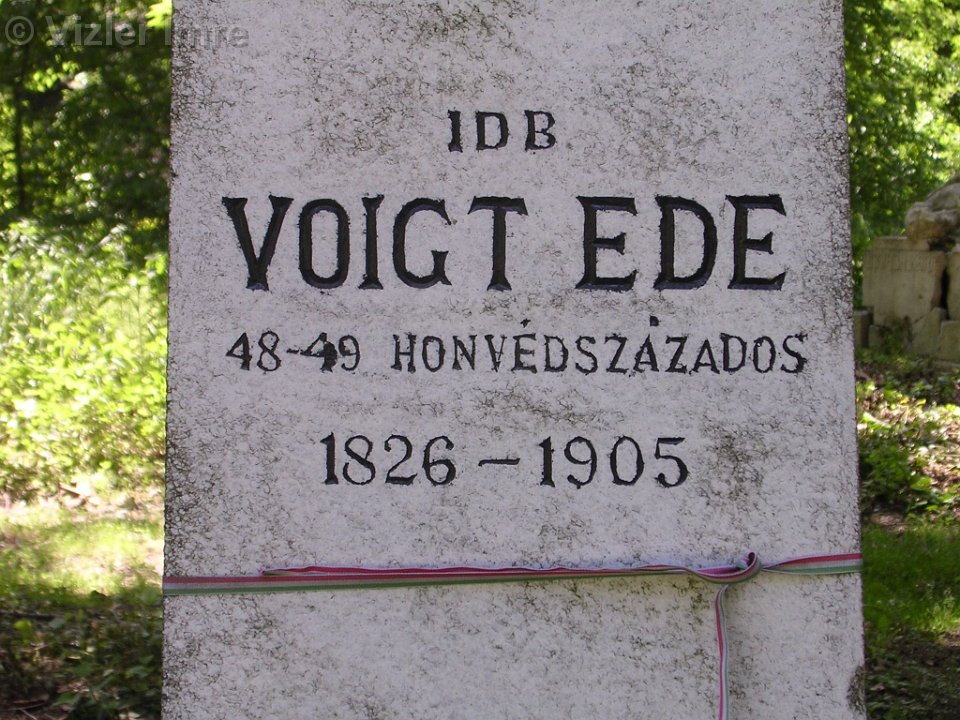 © Vizler Imre
IDB
VOIGT EDE
48-49 HONVÉDSZÁZADOS
1826 – 1905